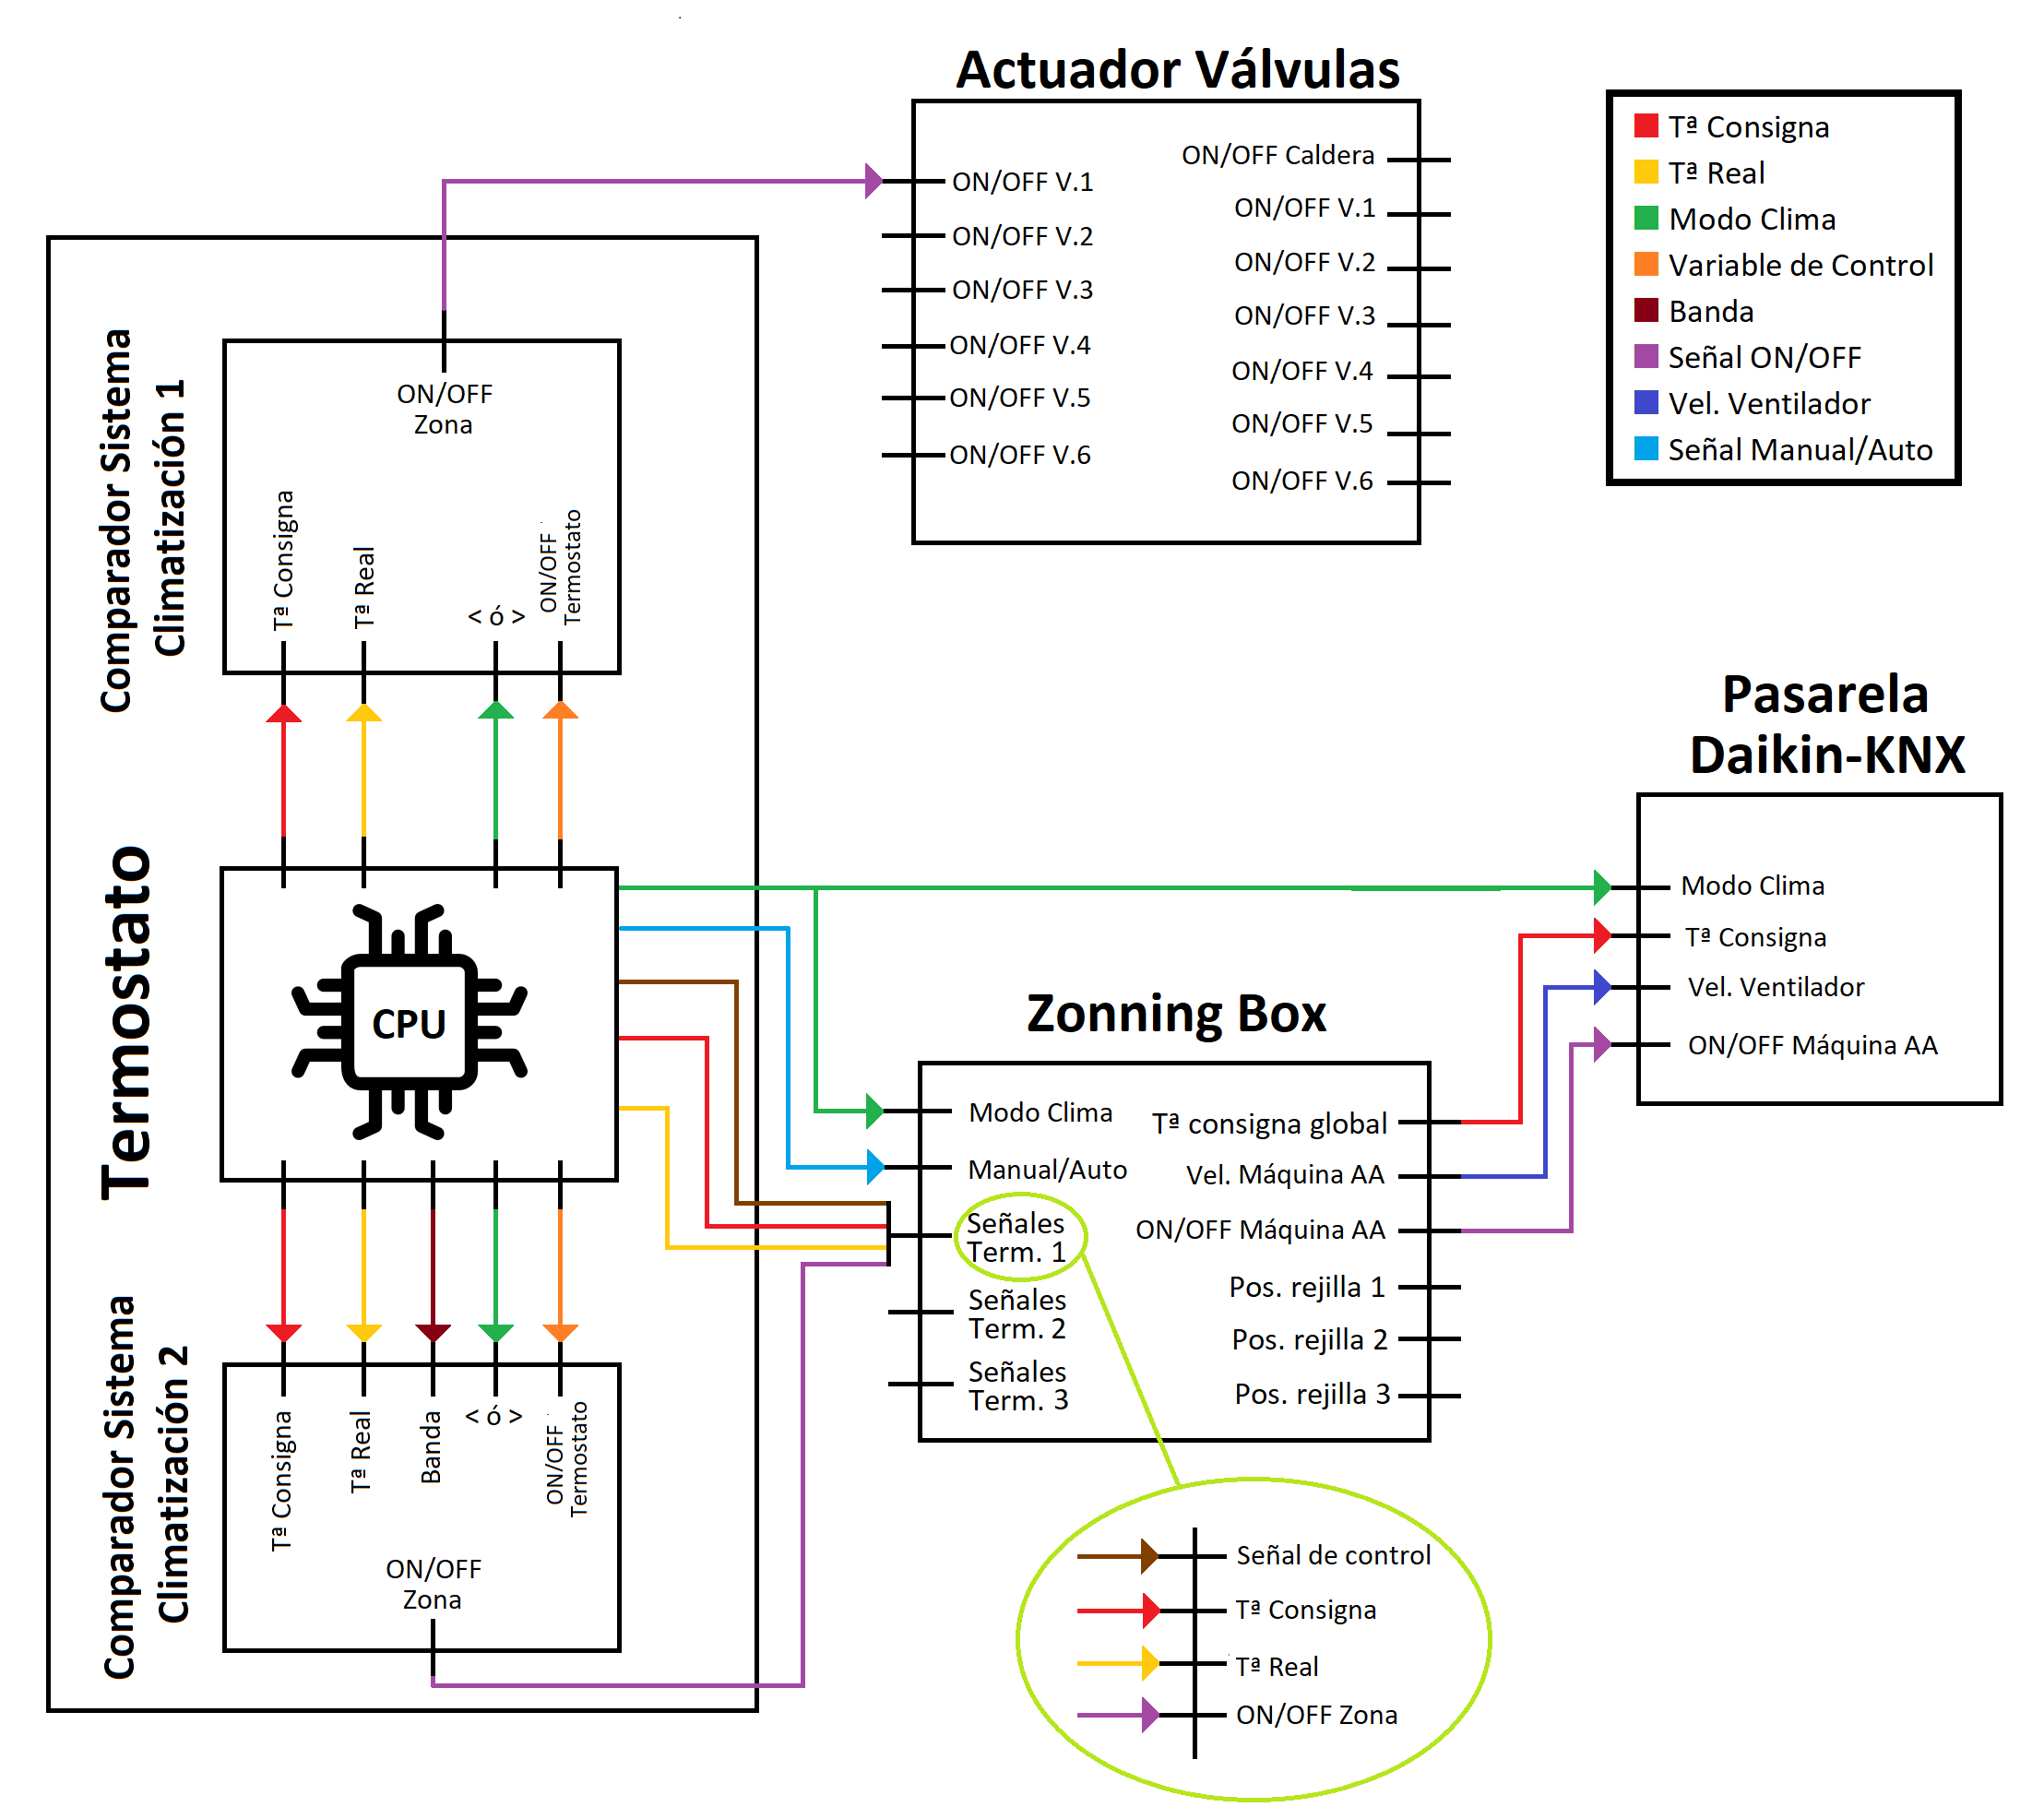 Actuador Válvulas
ON/OFF V.1
ON/OFF V.2
ON/OFF V.3
ON/OFF V.4
ON/OFF V.5
ON/OFF V.6
ON/OFF Caldera
ON/OFF V.1
ON/OFF V.2
ON/OFF V.3
ON/OFF V.4
ON/OFF V.5
ON/OFF V.6
Tª Consigna
Tª Real
Modo Clima
Variable de Control
Banda
Señal ON/OFF
Vel. Ventilador
Señal Manual/Auto
Comparador Sistema
Climatización 1
ON/OFF
Zona
Tª Consigna
Tª Real
< ó >
ON/OFF
Termostato
Termostato
CPU
Comparador Sistema
Climatización 2
Tª Consigna
Tª Real
Banda
< ó >
ON/OFF
Termostato
ON/OFF
Zona
Pasarela
Daikin-KNX
Modo Clima
Tª Consigna
Vel. Ventilador
ON/OFF Máquina AA
Zonning Box
Modo Clima
Manual/Auto
Señales
Term. 1
Señales
Term. 2
Señales
Term. 3
Tª consigna global
Vel. Máquina AA
ON/OFF Máquina AA
Pos. rejilla 1
Pos. rejilla 2
Pos. rejilla 3
Señal de control
Tª Consigna
Tª Real
ON/OFF Zona